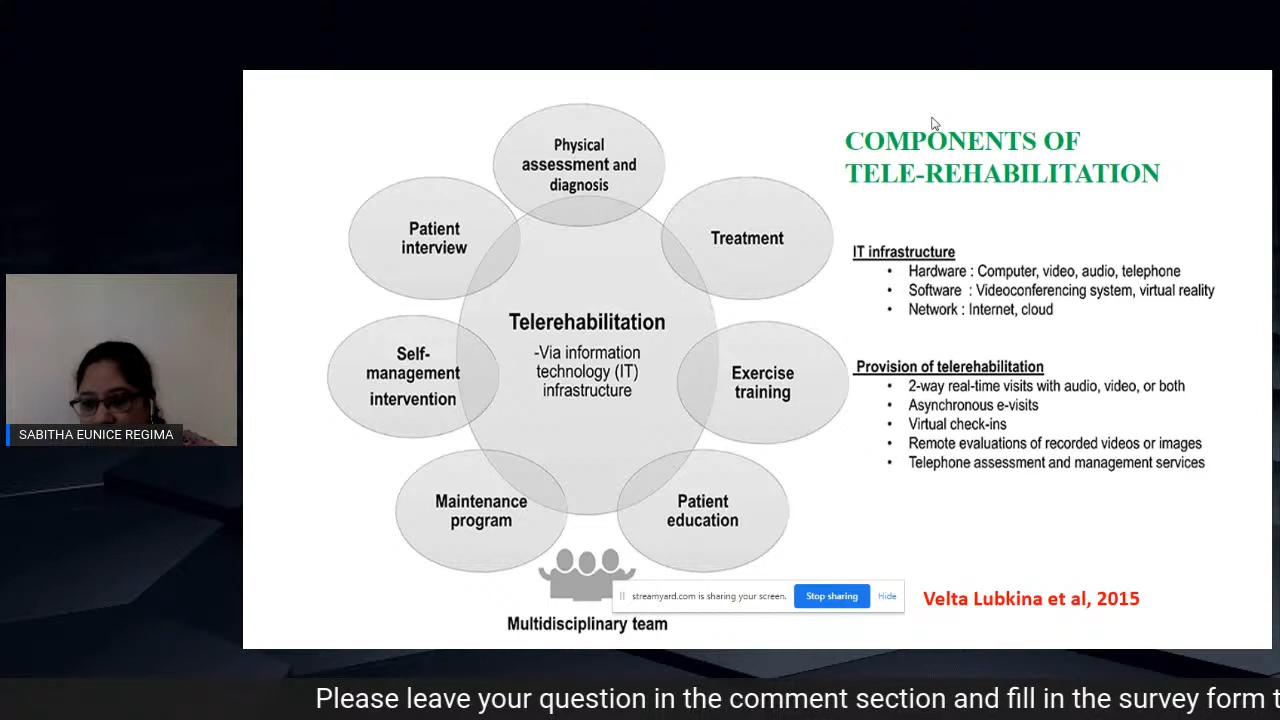 COMPONENTS OF
TELE-REHABILITATION
Physical
assessment and
diagnosis
Patient
interview
Treatment
Telerehabilitation
-Via information
technology (IT)
infrastructure
Self-
management
intervention
Exercise
training
Maintenance
program
Patient
education
Multidisciplinary team
IT infrastructure
• Hardware : Computer, video, audio, telephone
• Software : Videoconferencing system, virtual reality
• Network : Internet, cloud
Provision of telerehabilitation
• 2-way real-time visits with audio, video, or both
• Asynchronous e-visits
• Virtual check-ins
• Remote evaluations of recorded videos or images
• Telephone assessment and management services
Velta Lubkina et al, 2015
streamyard.com is sharing your screen.
Stop sharing
Hide
SABITHA EUNICE REGIMA
Please leave your question in the comment section and fill in the survey form t